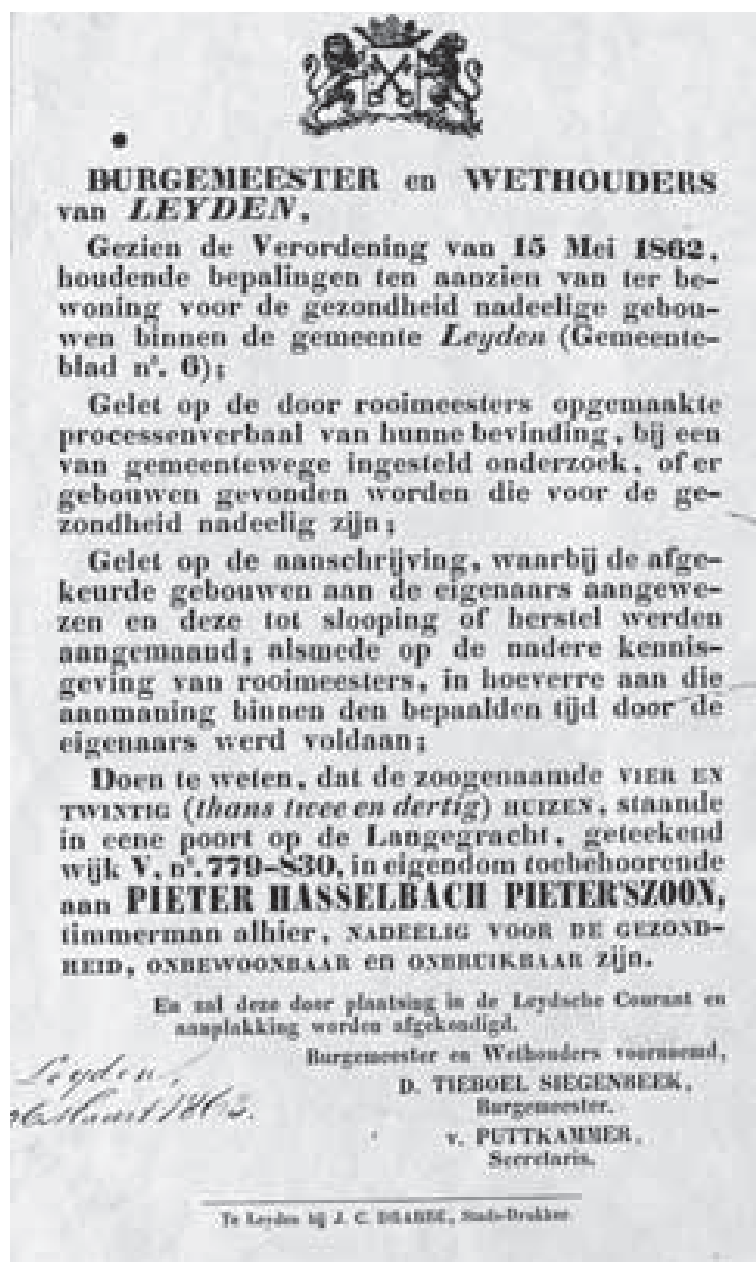 BURGEMEESTER en WETHOUDERS
van LEYDEN,
Gezien de Verordening van 15 Mei 1862,
houdende bepalingen ten aanzien van ter be-
woning voor de gezondheid nadeelige gebou-
wen binnen de gemeente Leyden (Gemeente-
blad no. 6);
Gelet op de door rooimeesters opgemaakte
processenverbaal van hunne bevinding, bij een
van gemeentewege ingesteld onderzoek, of er
gebouwen gevonden worden die voor de ge-
zondheid nadeelig zijn;
Gelet op de aanschrijving, waarbij de afge-
keurde gebouwen aan de eigenaars aangewe-
zen en deze tot slooping of herstel werden
aangemaand; alsmede op de nadere kennis-
geving van rooimeesters, in hoeverre aan die
aanmaning binnen den bepaalden tijd door de
eigenaars werd voldaan;
Doen te weten, dat de zoogenaamde VIER EN
TWINTIG (thans twee en dertig) HUIZEN, staande
in eene poort op de Langegracht, geteekend
wijk V. no. 779-830, in eigendom toebehoorende
aan PIETER HASSELBACH PIETERSZOON,
timmerman alhier, NADEELIG VOOR DE GEZOND-
HEID, ONBEWOONBAAR en ONBRUIKBAAR zijn.
En zal deze door plaatsing in de Leydsche Courant en
aanplakking worden afgekondigd.
Burgemeester en Wethouders voornoemd,
Leyden,
D. TIEBOEL SIEGENBEEK,
Burgemeester.
26 Maart 1863.
v. PUTTKAMMER,
Secretaris.
Te Leyden bij J. C. DRABBE, Stads-Drukker